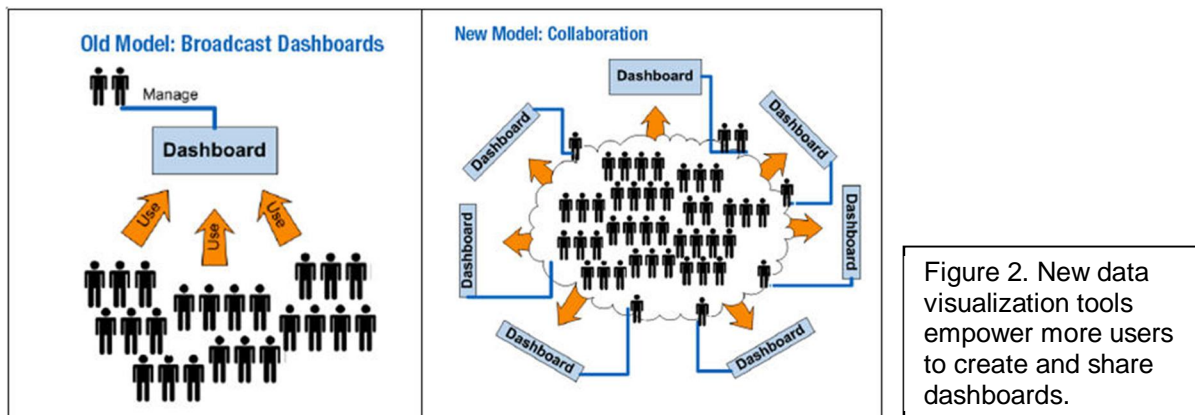 Old Model: Broadcast Dashboards
Manage
Dashboard
Use
Use
Use
New Model: Collaboration
Dashboard
Dashboard
Dashboard
Dashboard
Dashboard
Dashboard
Dashboard
Figure 2. New data
visualization tools
empower more users
to create and share
dashboards.